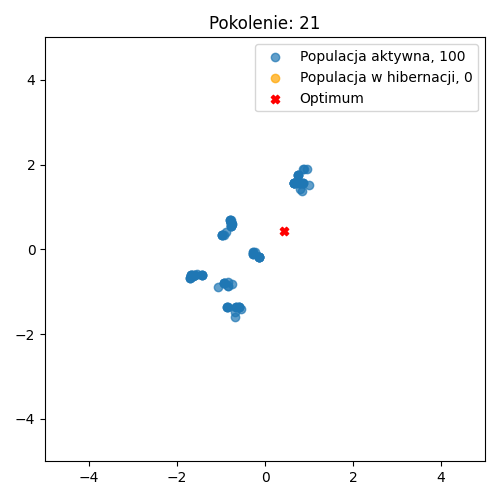 Pokolenie: 21
Populacja aktywna, 100
Populacja w hibernacji, 0
Optimum
4
2
0
−2
−4
−4 −2 0 2 4